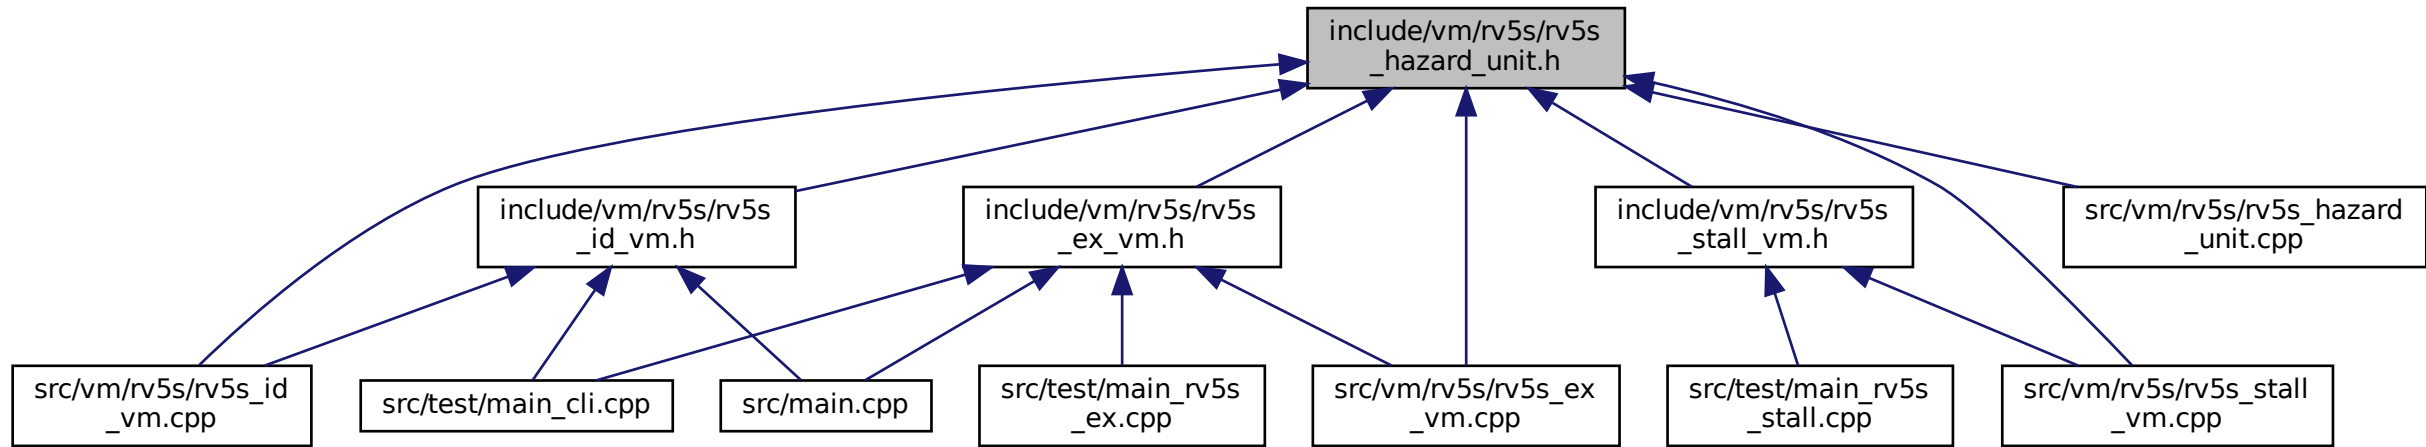 include/vm/rv5s/rv5s
_hazard_unit.h
include/vm/rv5s/rv5s
_id_vm.h
include/vm/rv5s/rv5s
_ex_vm.h
include/vm/rv5s/rv5s
_stall_vm.h
src/vm/rv5s/rv5s_hazard
_unit.cpp
src/vm/rv5s/rv5s_id
_vm.cpp
src/test/main_cli.cpp
src/main.cpp
src/test/main_rv5s
_ex.cpp
src/vm/rv5s/rv5s_ex
_vm.cpp
src/test/main_rv5s
_stall.cpp
src/vm/rv5s/rv5s_stall
_vm.cpp